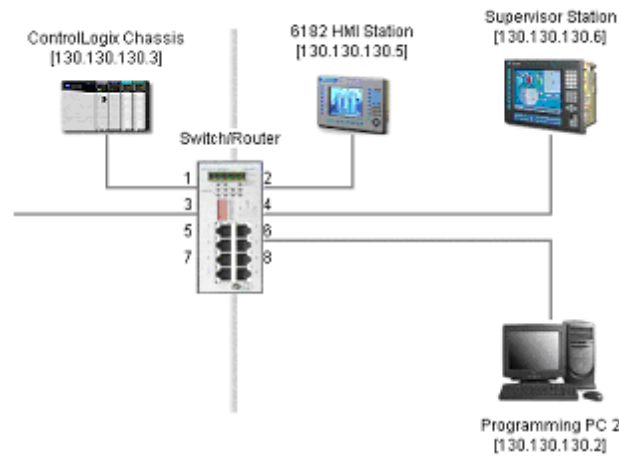 ControlLogix Chassis
[130.130.130.3]
6182 HMI Station
[130.130.130.5]
Supervisor Station
[130.130.130.6]
Switch/Router
1
2
3
4
5
6
7
8
Programming PC 2
[130.130.130.2]